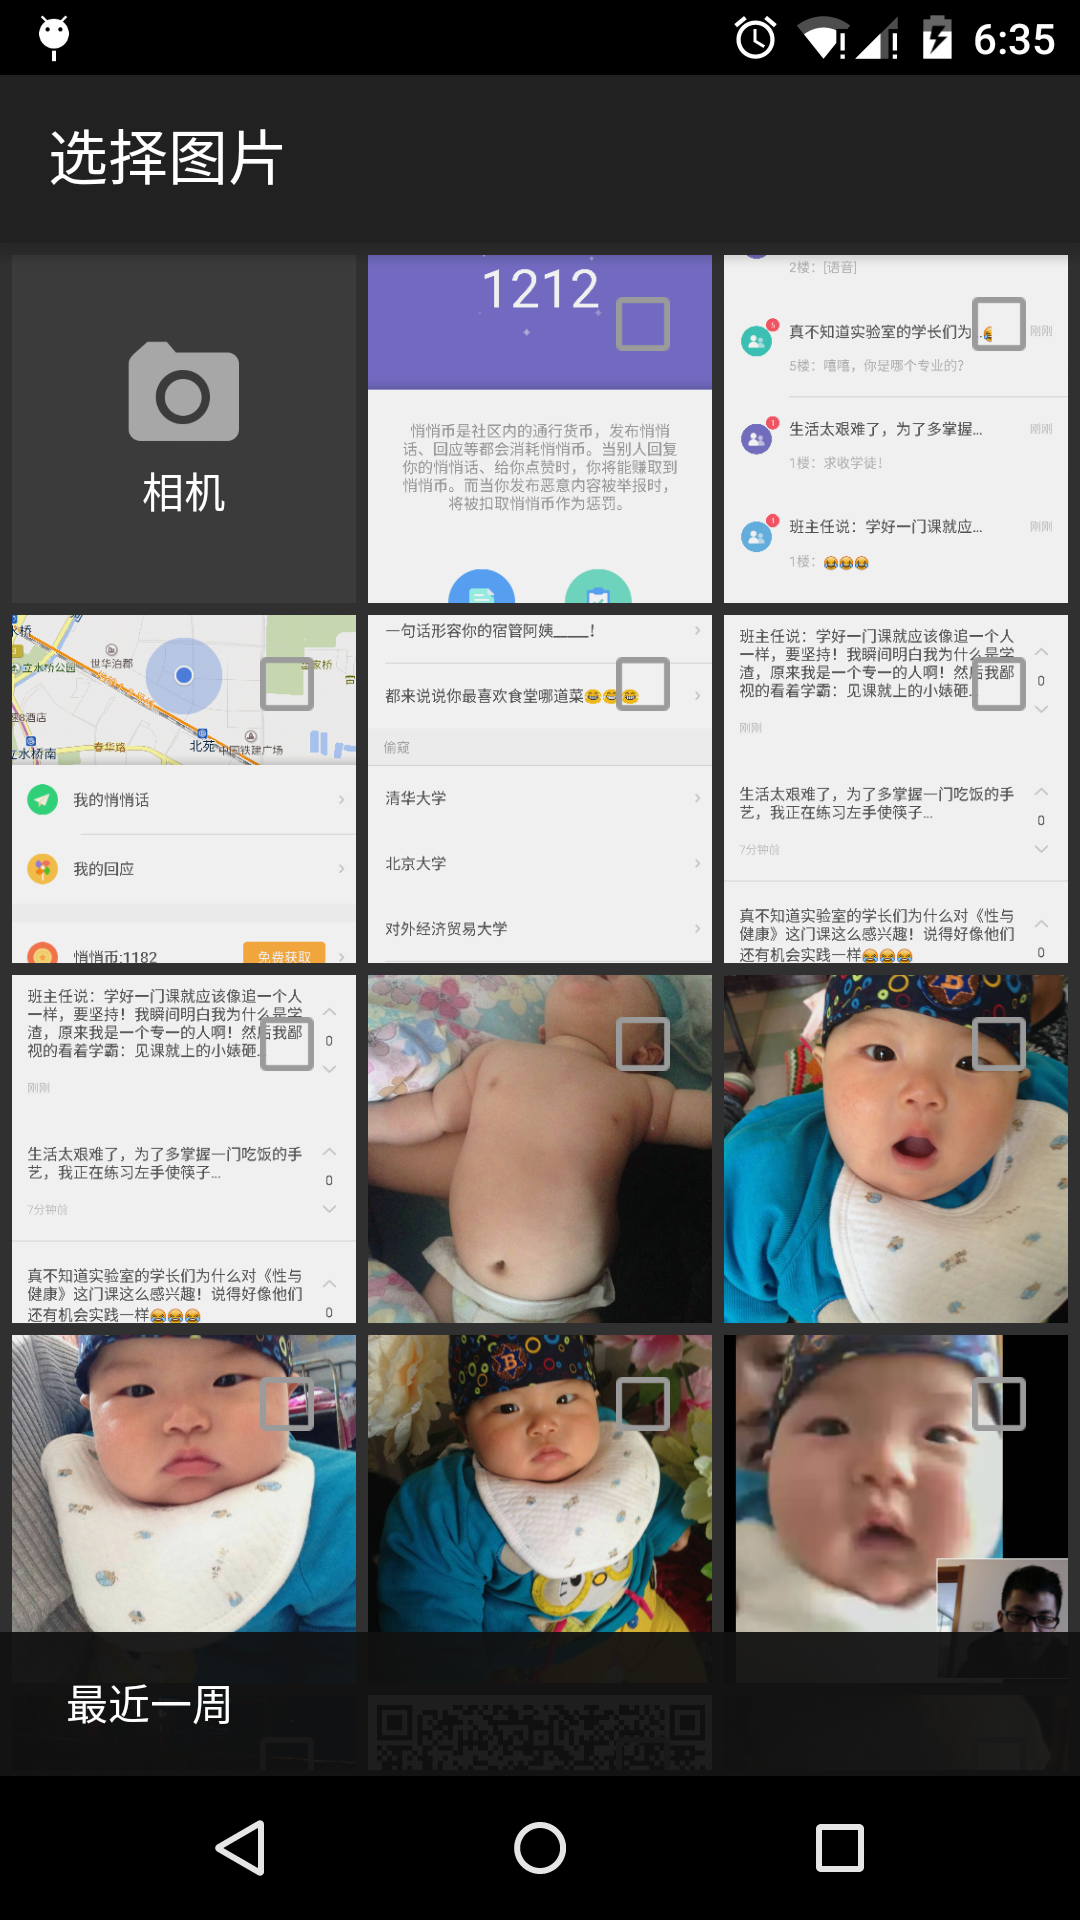 6:35
选择图片
相机
1212
悄悄币是社区内的通行货币，发布悄悄
话、回应等都会消耗悄悄币。当别人回复
你的悄悄话、给你点赞时，你将能赚取到
悄悄币。而当你发布恶意内容被举报时，
将被扣取悄悄币作为惩罚。
2楼：[语音]
5
真不知道实验室的学长们为...😂
刚刚
5楼：嘻嘻，你是哪个专业的？
1
生活太艰难了，为了多掌握...
刚刚
1楼：求收学徒！
1
班主任说：学好一门课就应...
刚刚
1楼：😂😂😂
水桥
立水桥公园
世华泊郡
家桥
8酒店
立水桥南
春华路
北苑
中国铁建广场
我的悄悄话
我的回应
悄悄币:1182
免费获取
一句话形容你的宿管阿姨____！
都来说说你最喜欢食堂哪道菜😂😂😂
偷窥
清华大学
北京大学
对外经济贸易大学
班主任说：学好一门课就应该像追一个人
一样，要坚持！我瞬间明白我为什么是学
渣，原来我是一个专一的人啊！然后我鄙
视的看着学霸：见课就上的小婊砸.
0
刚刚
生活太艰难了，为了多掌握一门吃饭的手
艺，我正在练习左手使筷子...
0
7分钟前
真不知道实验室的学长们为什么对《性与
健康》这门课这么感兴趣！说得好像他们
还有机会实践一样😂😂😂
0
班主任说：学好一门课就应该像追一个人
一样，要坚持！我瞬间明白我为什么是学
渣，原来我是一个专一的人啊！然后我鄙
视的看着学霸：见课就上的小婊砸.
0
刚刚
生活太艰难了，为了多掌握一门吃饭的手
艺，我正在练习左手使筷子...
0
7分钟前
真不知道实验室的学长们为什么对《性与
健康》这门课这么感兴趣！说得好像他们
还有机会实践一样😂😂😂
0
B
最近一周